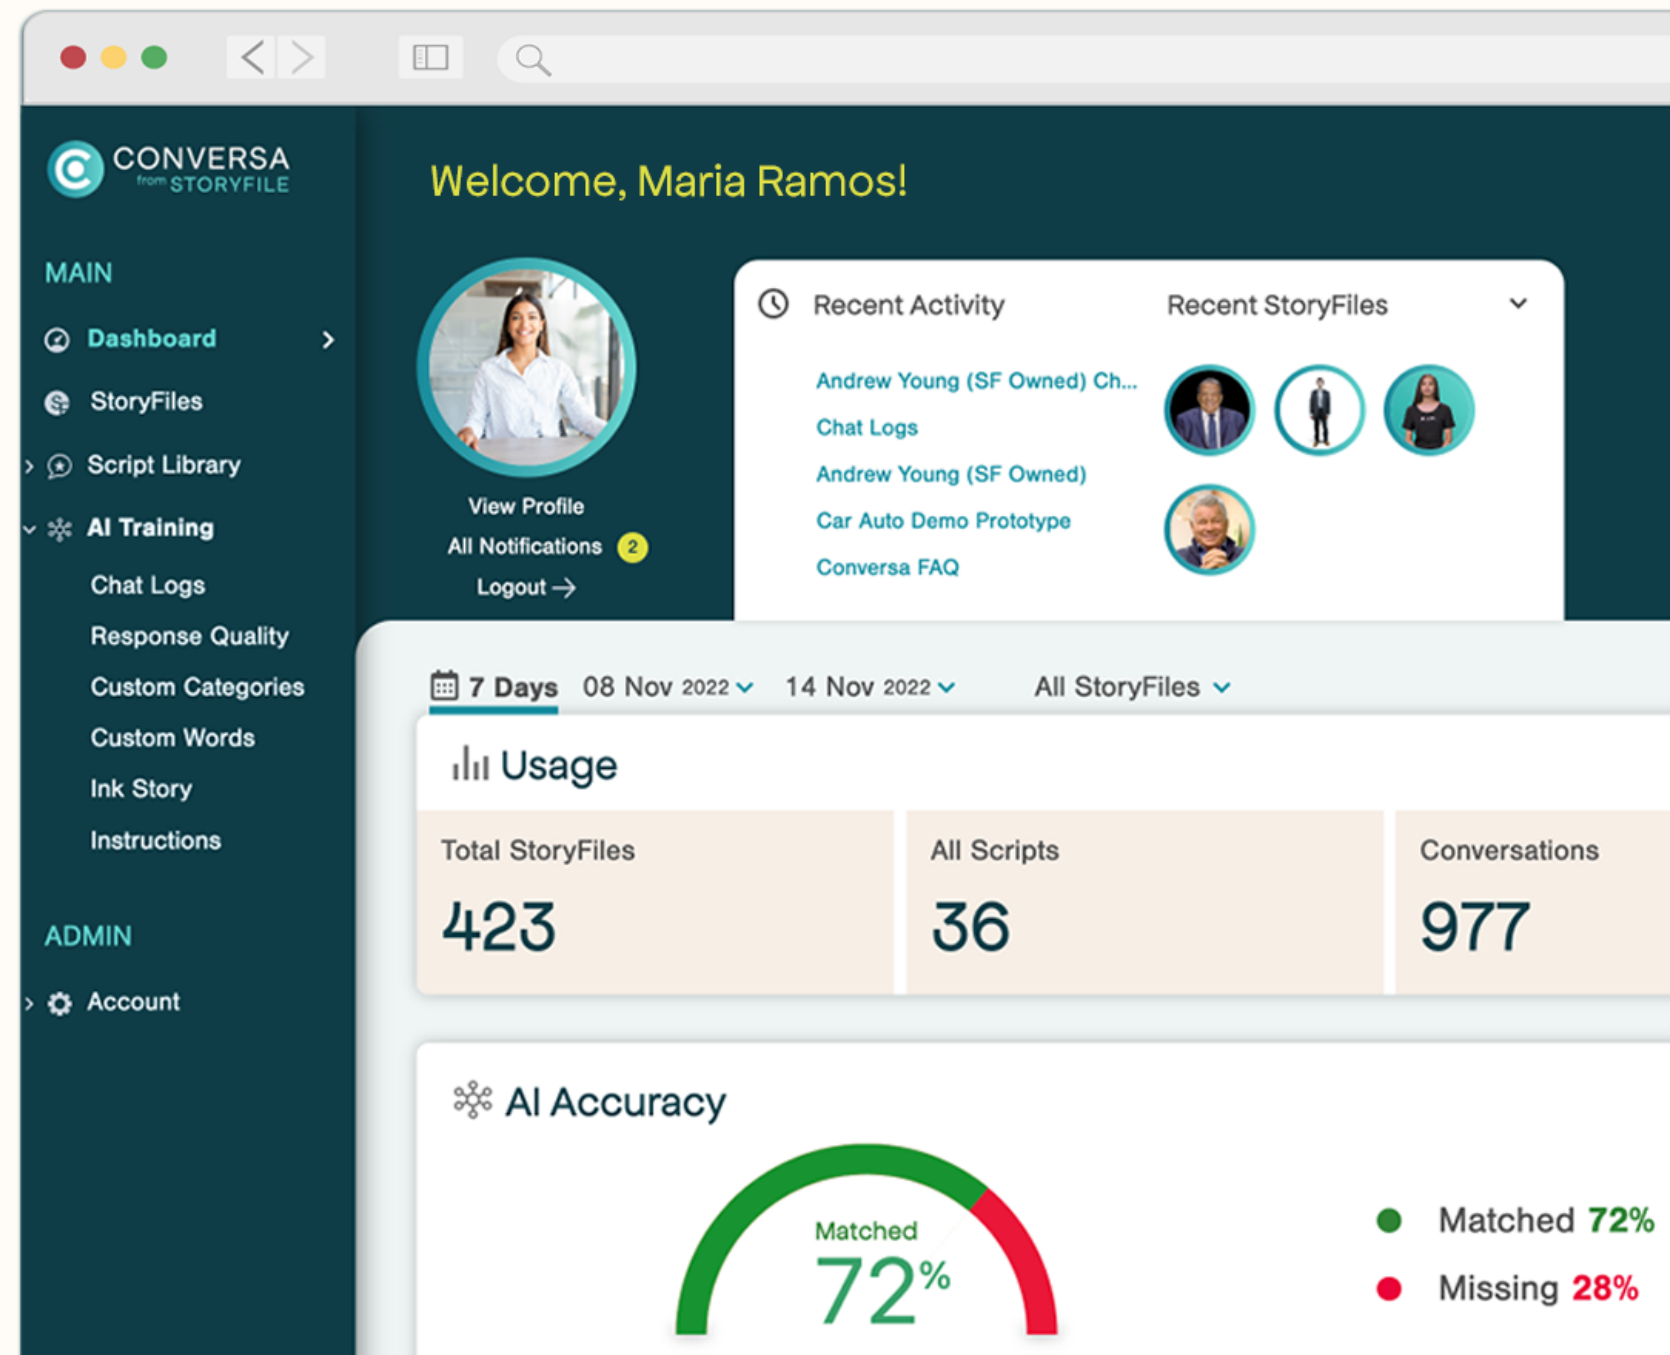 CONVERSA
from STORYFILE
MAIN
Dashboard
StoryFiles
Script Library
AI Training
Chat Logs
Response Quality
Custom Categories
Custom Words
Ink Story
Instructions
ADMIN
Account
Welcome, Maria Ramos!
View Profile
All Notifications 2
Logout
Recent Activity
Andrew Young (SF Owned) Ch...
Chat Logs
Andrew Young (SF Owned)
Car Auto Demo Prototype
Conversa FAQ
Recent StoryFiles
7 Days 08 Nov 2022 14 Nov 2022 All StoryFiles
Usage
Total StoryFiles
423
All Scripts
36
Conversations
977
AI Accuracy
Matched
72%
Matched 72%
Missing 28%